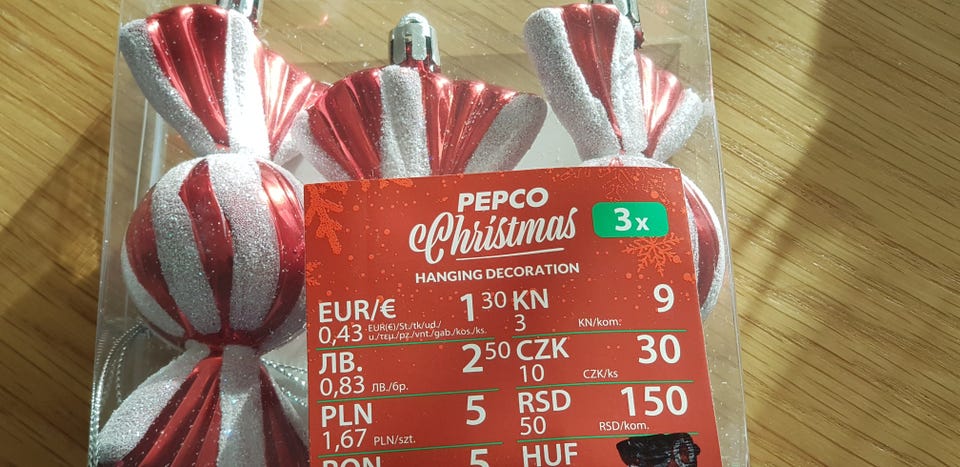 PEPCO
Christmas
3x
HANGING DECORATION
EUR/€ 1 30
0,43 EUR(€)/St./tk/ud./
u./τεμ./pz./vnt./gab./kos./ks.
KN 9
3 KN/kom:
ЛВ. 2 50
0,83 ЛВ./бр.
CZK 30
10 CZK/ks
PLN 5
1,67 PLN/szt.
RSD 150
50 RSD/kom.
RON 5
HUF